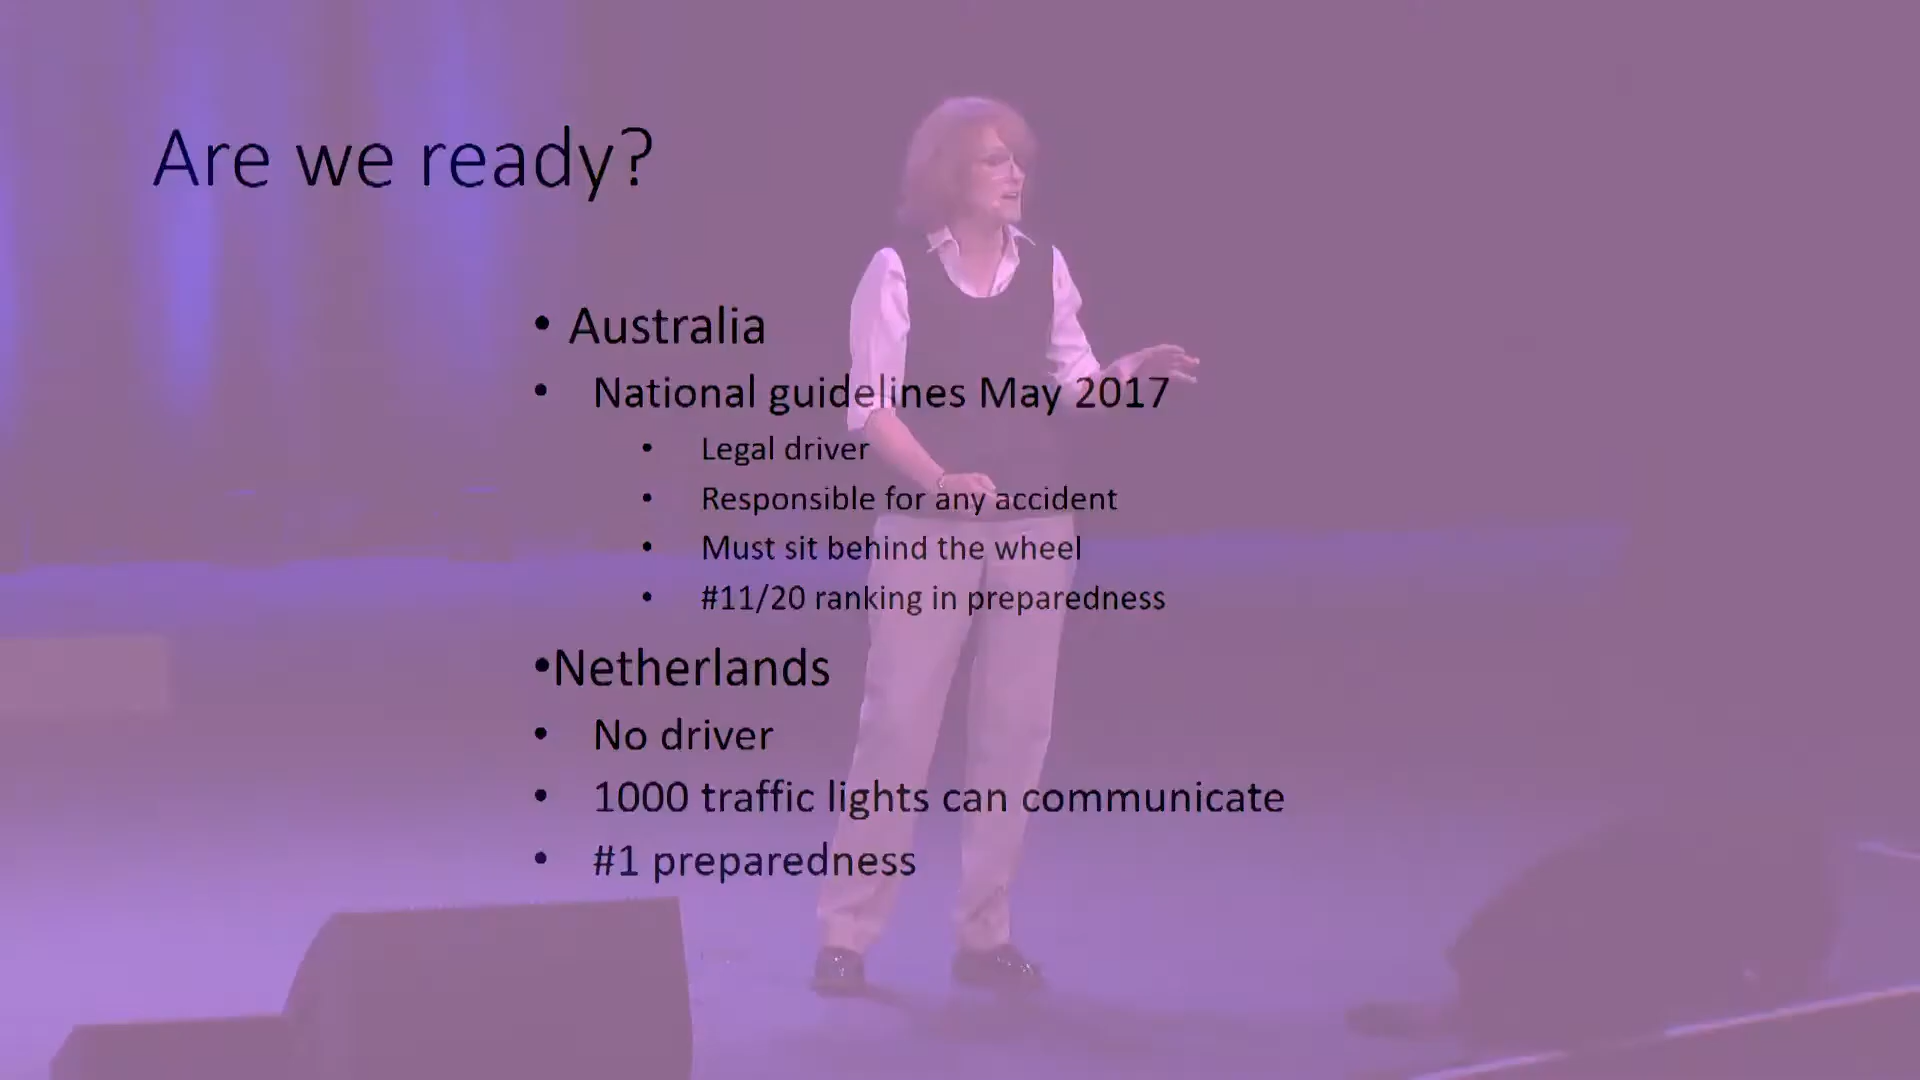 Are we ready?
• Australia
• National guidelines May 2017
• Legal driver
• Responsible for any accident
• Must sit behind the wheel
• #11/20 ranking in preparedness
•Netherlands
• No driver
• 1000 traffic lights can communicate
• #1 preparedness